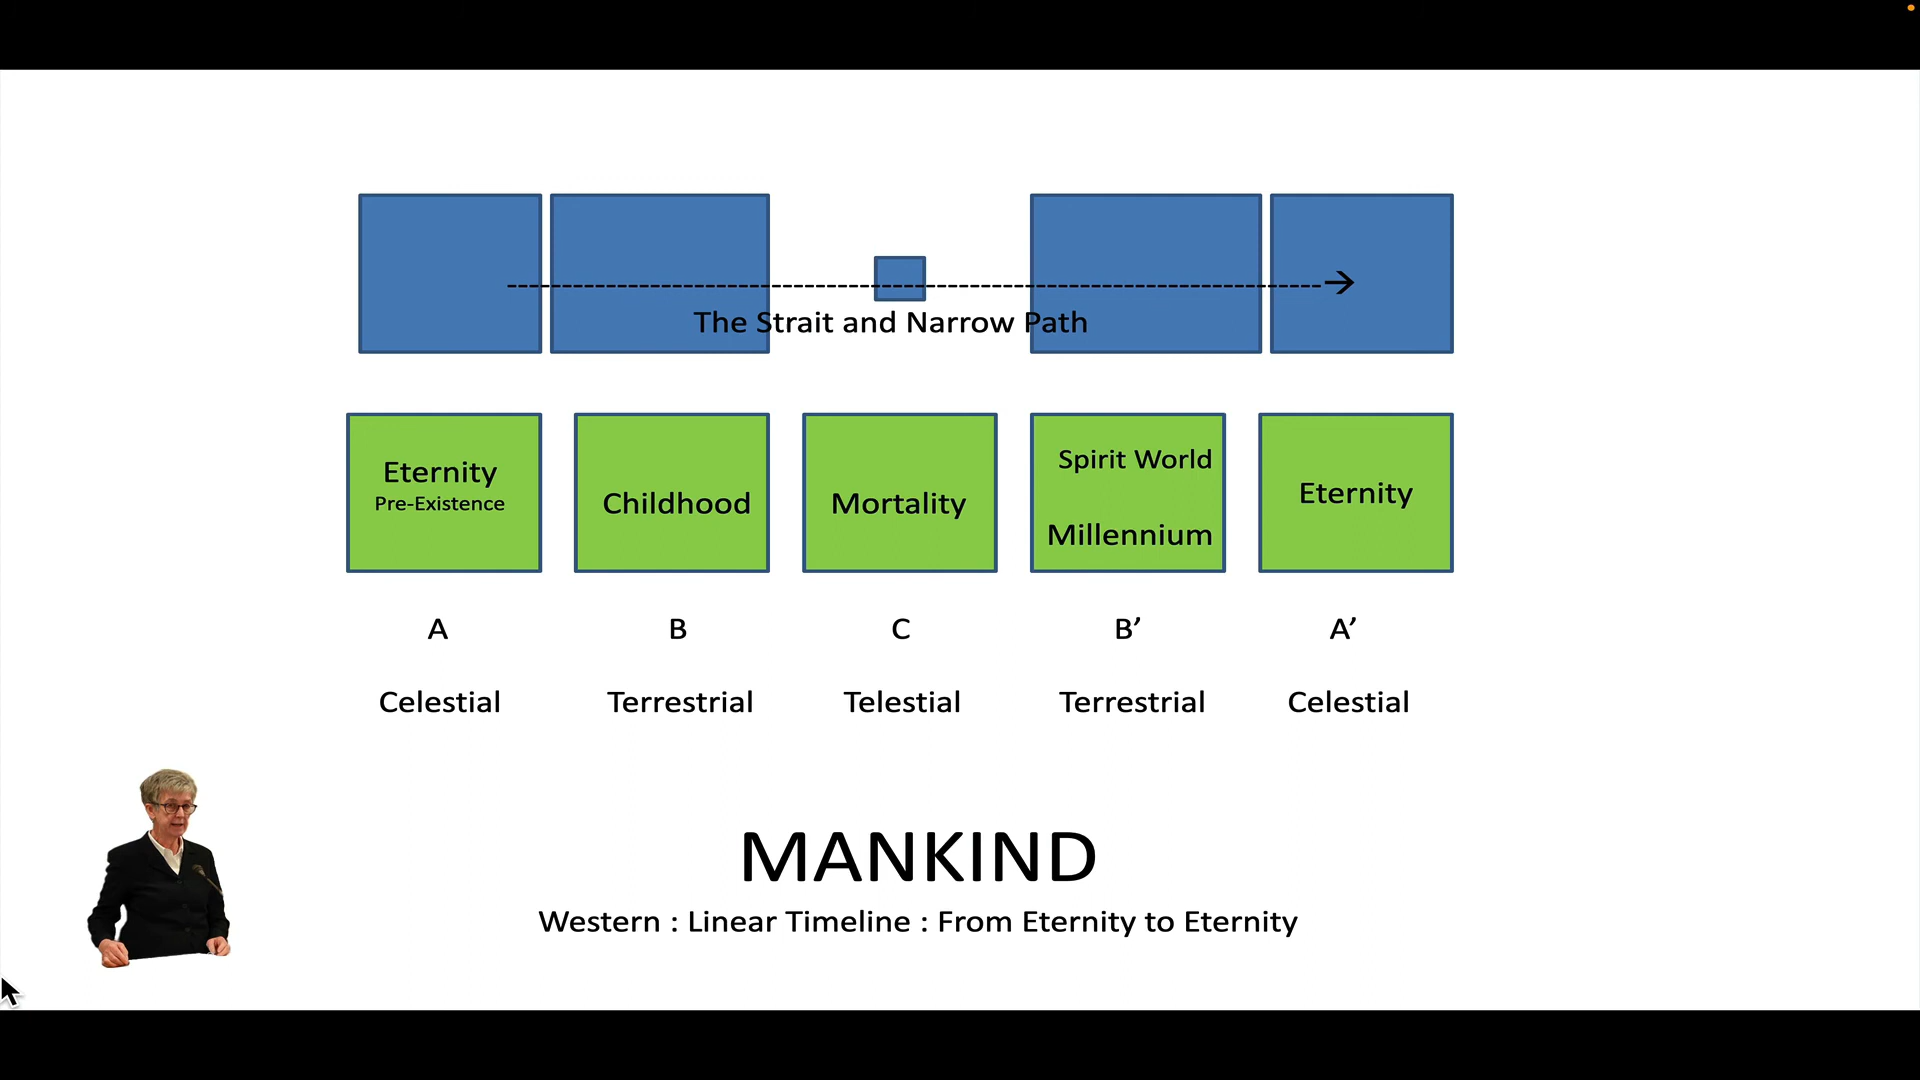 The Strait and Narrow Path
Eternity
Pre-Existence
Childhood
Mortality
Spirit World
Millennium
Eternity
A B C B’ A’
Celestial Terrestrial Telestial Terrestrial Celestial
MANKIND
Western : Linear Timeline : From Eternity to Eternity